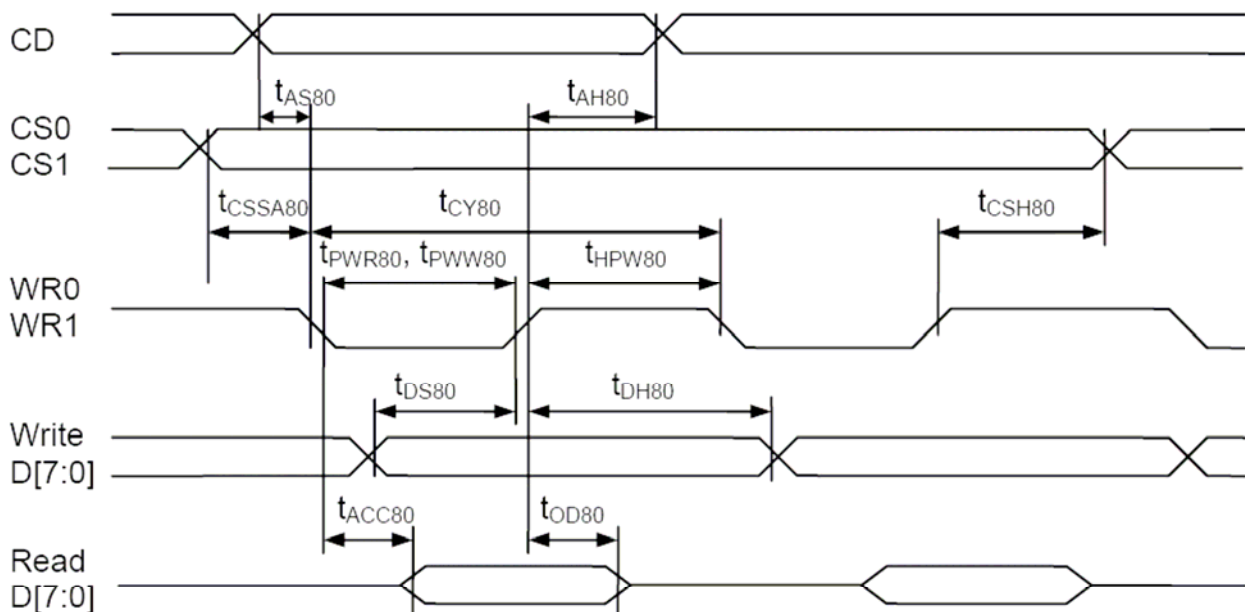 CD
tAS80 tAH80
CS0
CS1
tCSSA80 tCY80 tCSH80
tPWR80, tPWW80 tHPW80
WR0
WR1
tDS80 tDH80
Write
D[7:0]
tACC80 tOD80
Read
D[7:0]